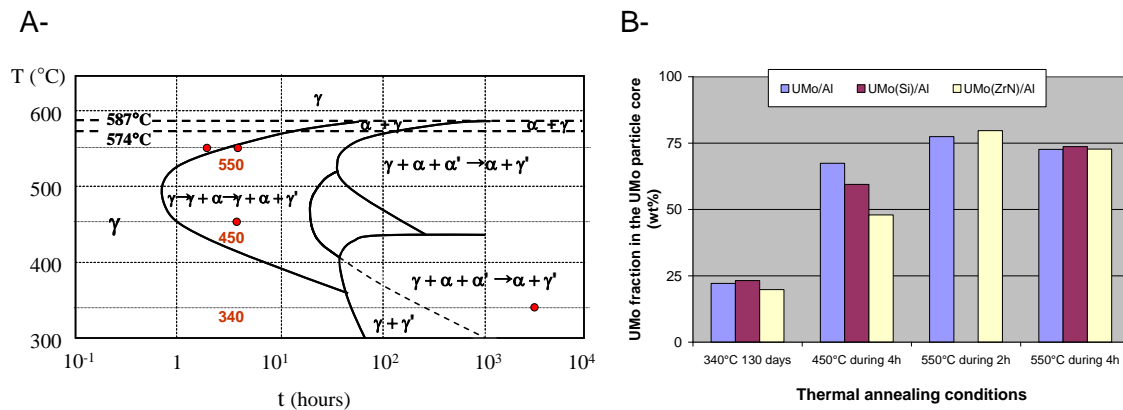 A-
T (°C)
600
587°C
574°C
500
400
300
γ
α + γ
α + γ
550
γ + α + α' → α + γ'
γ → γ + α → γ + α + γ'
γ
450
γ + α + α' → α + γ'
340
γ + γ'
10-1
1
101
102
103
104
t (hours)
B-
UMo/Al
UMo(Si)/Al
UMo(ZrN)/Al
UMo fraction in the UMo particle core
(wt%)
100
75
50
25
0
340°C 130 days
450°C during 4h
550°C during 2h
550°C during 4h
Thermal annealing conditions